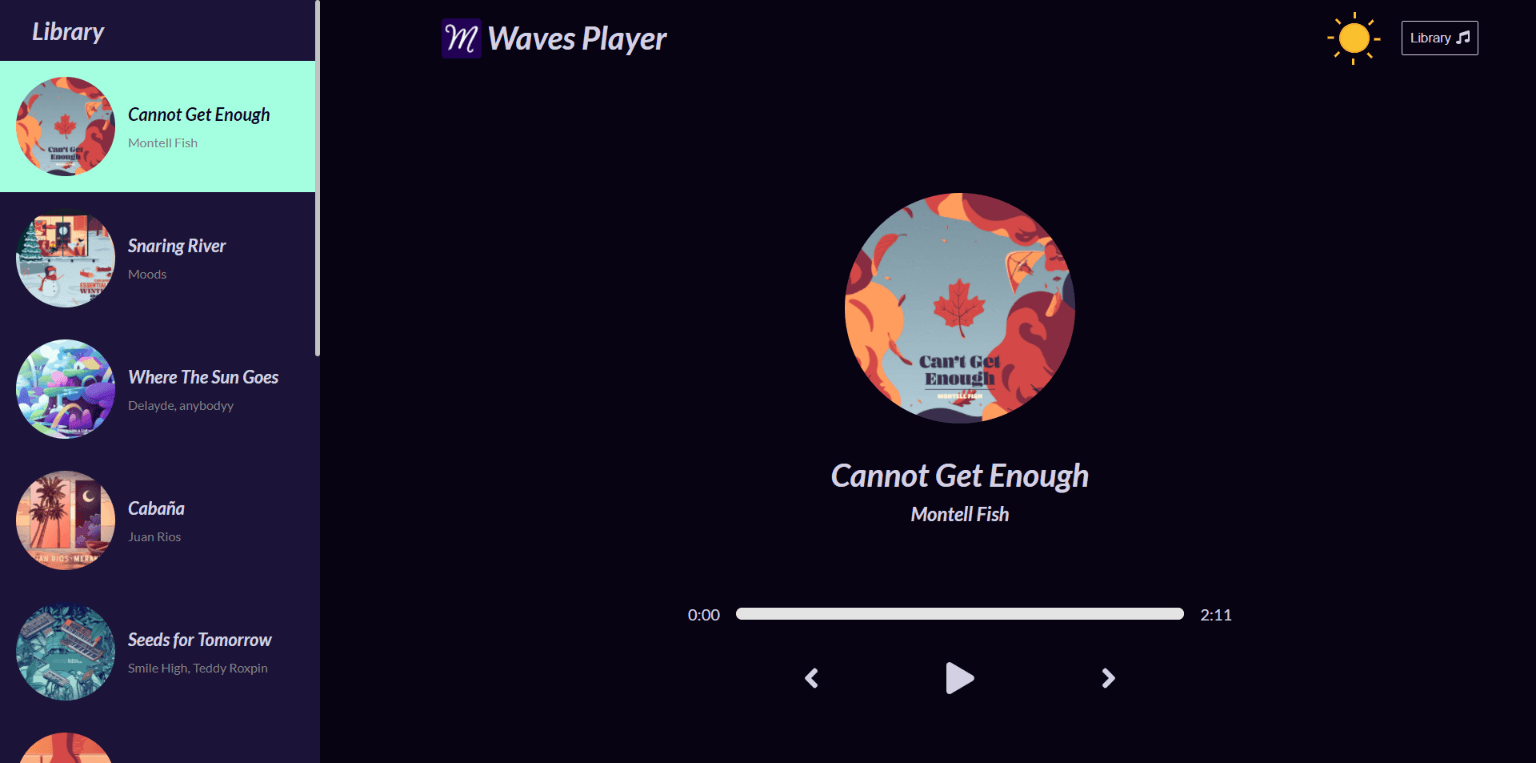 Library
Cannot Get Enough
Montell Fish
Can't Get
Enough
Snaring River
Moods
Where The Sun Goes
Delayde, anybodyy
Cabaña
Juan Rios
Seeds for Tomorrow
Smile High, Teddy Roxpin
M Waves Player
Library
Can't Get
Enough
MONTELL FISH
Cannot Get Enough
Montell Fish
0:00
2:11